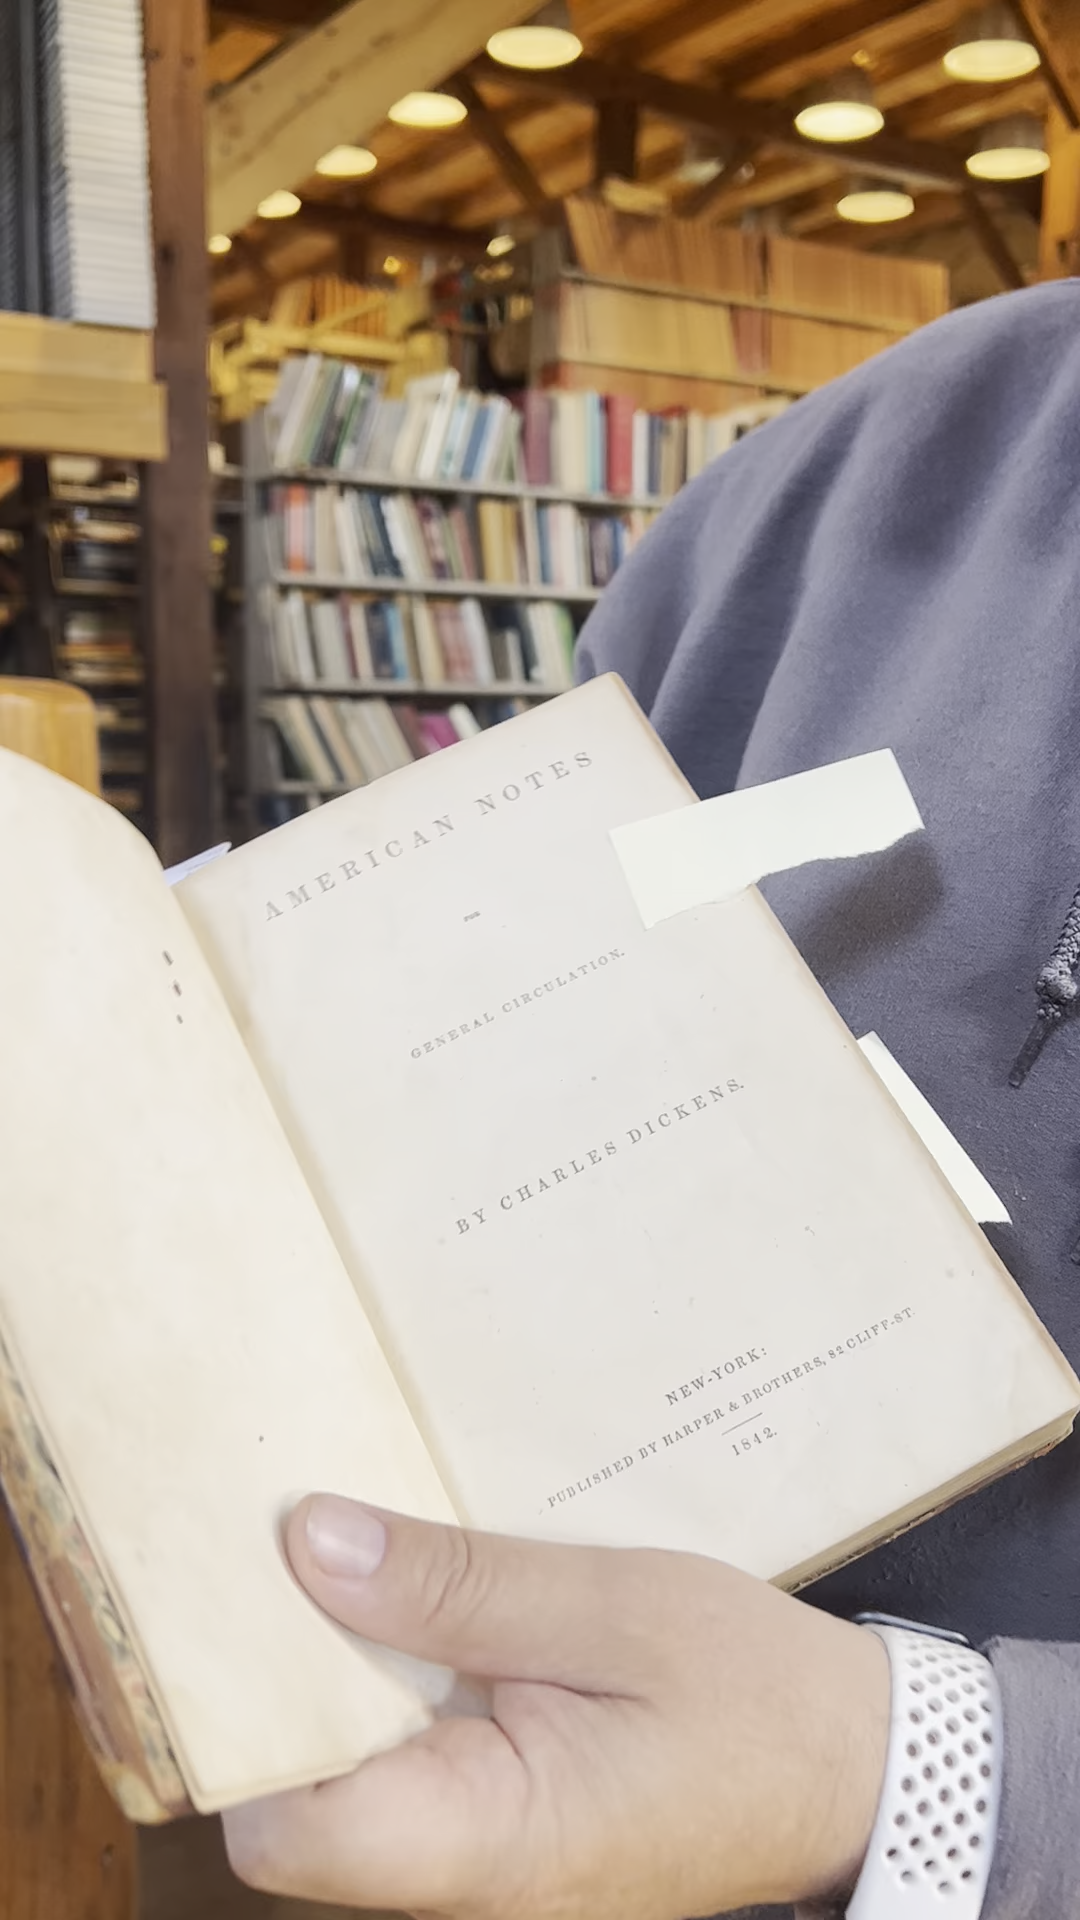 AMERICAN NOTES
FOR
GENERAL CIRCULATION.
BY CHARLES DICKENS.
NEW-YORK:
PUBLISHED BY HARPER & BROTHERS, 82 CLIFF-ST.
1842.